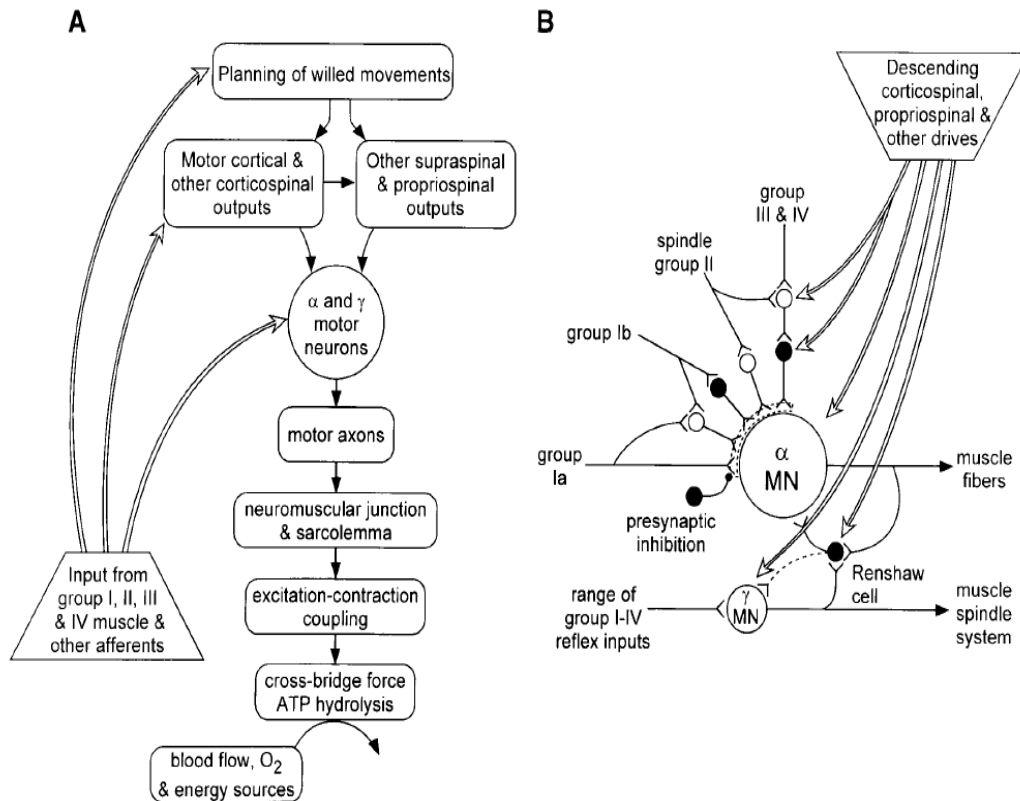 A
Planning of willed movements
Motor cortical &
other corticospinal
outputs
Other supraspinal
& propriospinal
outputs
α and γ
motor
neurons
motor axons
neuromuscular junction
& sarcolemma
excitation-contraction
coupling
cross-bridge force
ATP hydrolysis
blood flow, O2
& energy sources
Input from
group I, II, III
& IV muscle &
other afferents
B
Descending
corticospinal,
propriospinal &
other drives
group
III & IV
spindle
group II
group Ib
group
Ia
α
MN
muscle
fibers
presynaptic
inhibition
Renshaw
cell
range of
group I-IV
reflex inputs
γ
MN
muscle
spindle
system